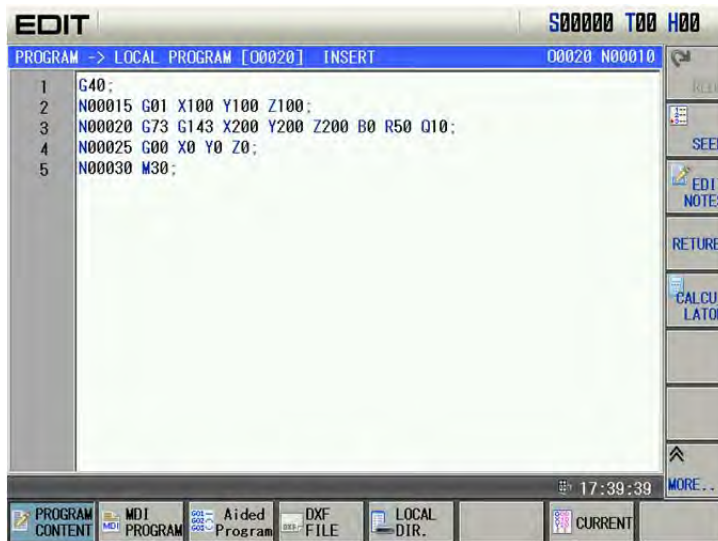 EDIT S00000 T00 H00
PROGRAM -> LOCAL PROGRAM [O0020] INSERT O0020 N00010
1 G40;
2 N00015 G01 X100 Y100 Z100;
3 N00020 G73 G143 X200 Y200 Z200 B0 R50 Q10;
4 N00025 G00 X0 Y0 Z0;
5 N00030 M30;
SEE
EDI
NOTE
RETURE
CALCU
LATO
MORE..
17:39:39
PROGRAM
CONTENT
MDI
MDI
PROGRAM
Aided
Program
DXF
FILE
LOCAL
DIR.
CURRENT